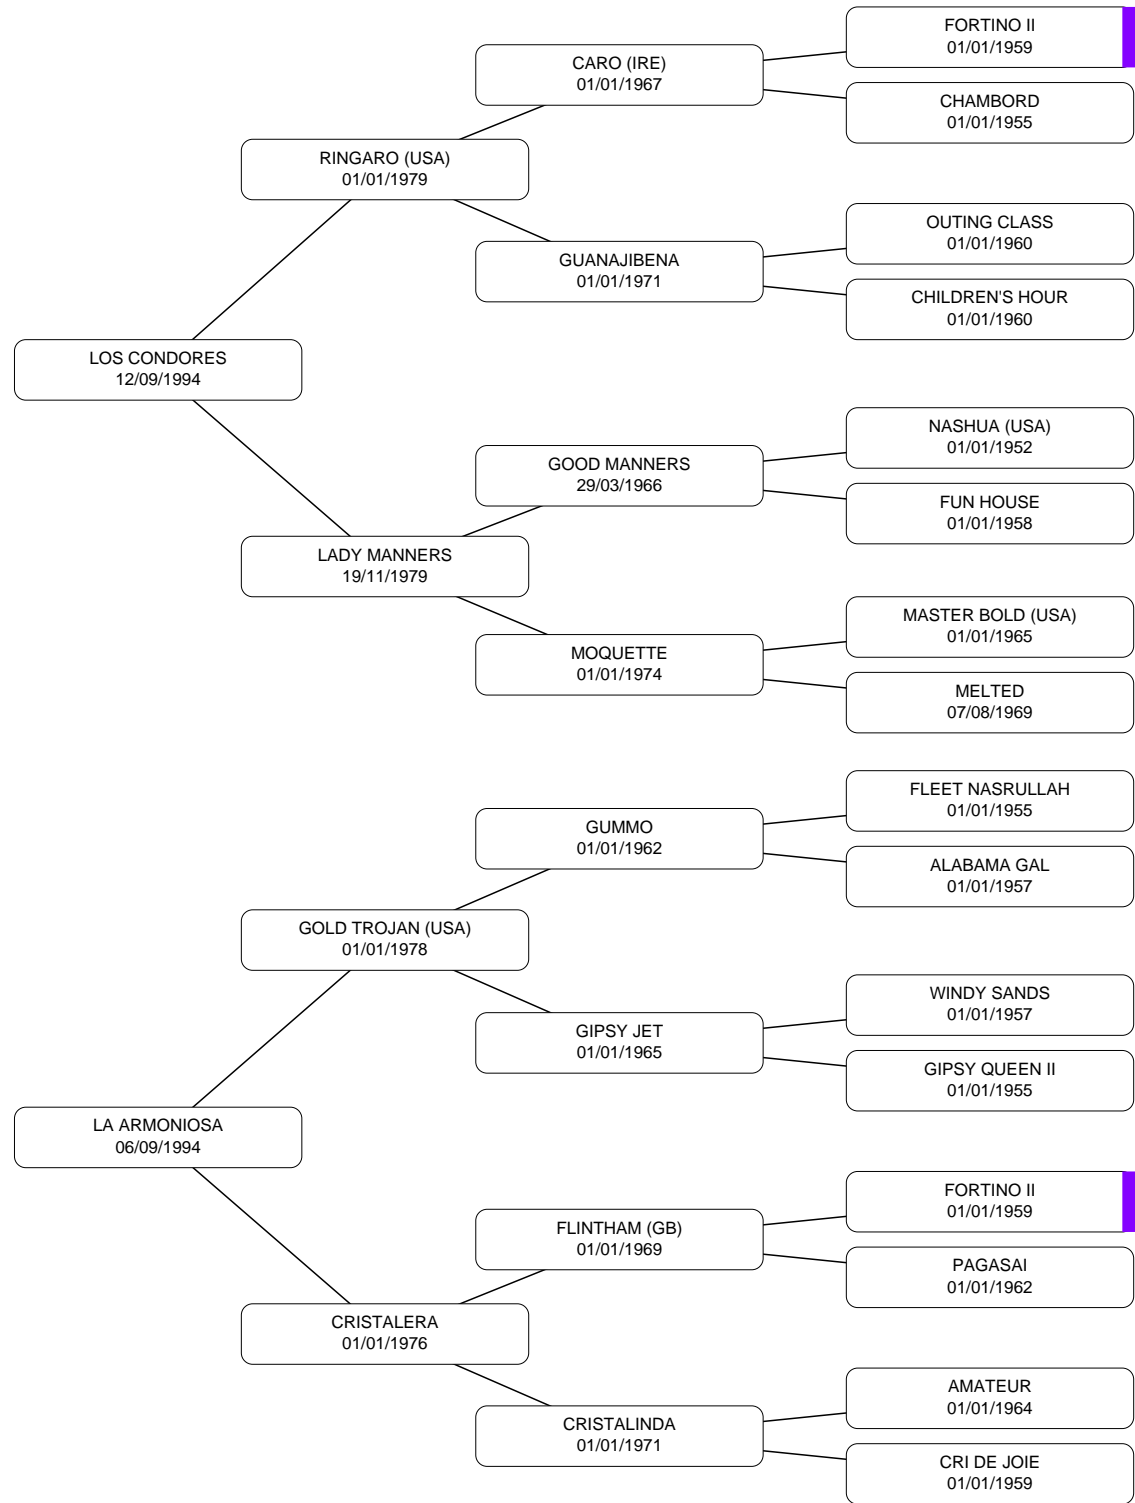 FORTINO II
01/01/1959
CARO (IRE)
01/01/1967
CHAMBORD
01/01/1955
RINGARO (USA)
01/01/1979
OUTING CLASS
01/01/1960
GUANAJIBENA
01/01/1971
CHILDREN'S HOUR
01/01/1960
LOS CONDORES
12/09/1994
NASHUA (USA)
01/01/1952
GOOD MANNERS
29/03/1966
FUN HOUSE
01/01/1958
LADY MANNERS
19/11/1979
MASTER BOLD (USA)
01/01/1965
MOQUETTE
01/01/1974
MELTED
07/08/1969
FLEET NASRULLAH
01/01/1955
GUMMO
01/01/1962
ALABAMA GAL
01/01/1957
GOLD TROJAN (USA)
01/01/1978
WINDY SANDS
01/01/1957
GIPSY JET
01/01/1965
GIPSY QUEEN II
01/01/1955
LA ARMONIOSA
06/09/1994
FORTINO II
01/01/1959
FLINTHAM (GB)
01/01/1969
PAGASAI
01/01/1962
CRISTALERA
01/01/1976
AMATEUR
01/01/1964
CRISTALINDA
01/01/1971
CRI DE JOIE
01/01/1959